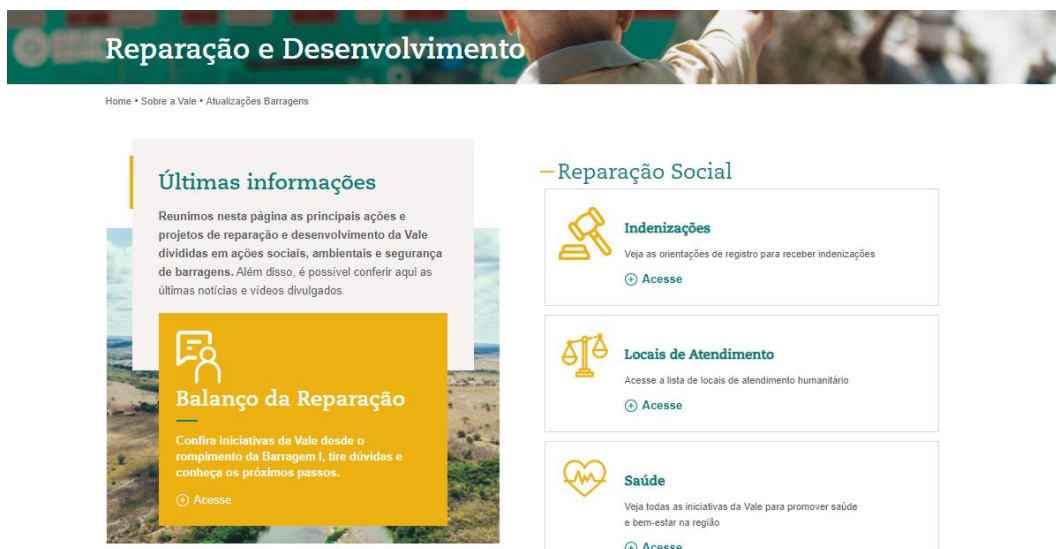 Reparação e Desenvolvimento
Home • Sobre a Vale • Atualizações Barragens
Últimas informações
Reunimos nesta página as principais ações e
projetos de reparação e desenvolvimento da Vale
divididas em ações sociais, ambientais e segurança
de barragens. Além disso, é possível conferir aqui as
últimas notícias e vídeos divulgados.
Balanço da Reparação
Confira iniciativas da Vale desde o
rompimento da Barragem I, tire dúvidas e
conheça os próximos passos.
Acesse
Reparação Social
Indenizações
Veja as orientações de registro para receber indenizações
Acesse
Locais de Atendimento
Acesse a lista de locais de atendimento humanitário
Acesse
Saúde
Veja todas as iniciativas da Vale para promover saúde
e bem-estar na região
Acesse